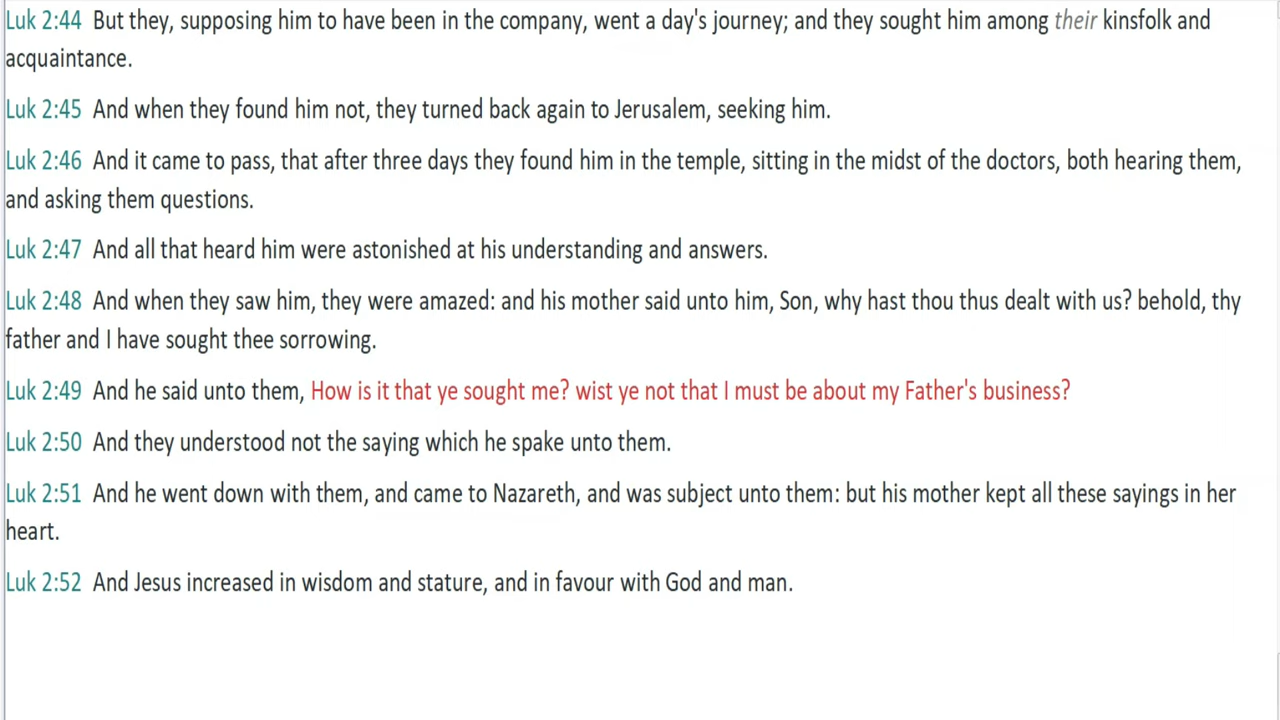 Luk 2:44 But they, supposing him to have been in the company, went a day's journey; and they sought him among their kinsfolk and
acquaintance.
Luk 2:45 And when they found him not, they turned back again to Jerusalem, seeking him.
Luk 2:46 And it came to pass, that after three days they found him in the temple, sitting in the midst of the doctors, both hearing them,
and asking them questions.
Luk 2:47 And all that heard him were astonished at his understanding and answers.
Luk 2:48 And when they saw him, they were amazed: and his mother said unto him, Son, why hast thou thus dealt with us? behold, thy
father and I have sought thee sorrowing.
Luk 2:49 And he said unto them, How is it that ye sought me? wist ye not that I must be about my Father's business?
Luk 2:50 And they understood not the saying which he spake unto them.
Luk 2:51 And he went down with them, and came to Nazareth, and was subject unto them: but his mother kept all these sayings in her
heart.
Luk 2:52 And Jesus increased in wisdom and stature, and in favour with God and man.